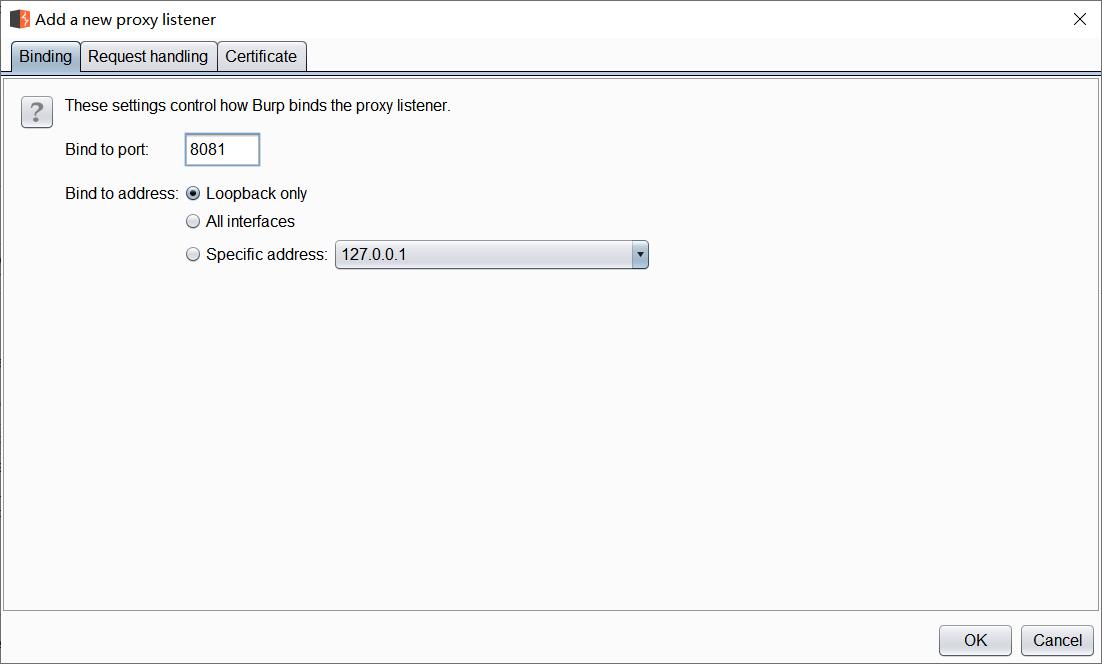 Add a new proxy listener
Binding Request handling Certificate
? These settings control how Burp binds the proxy listener.
Bind to port: 8081
Bind to address: Loopback only
All interfaces
Specific address: 127.0.0.1
OK Cancel